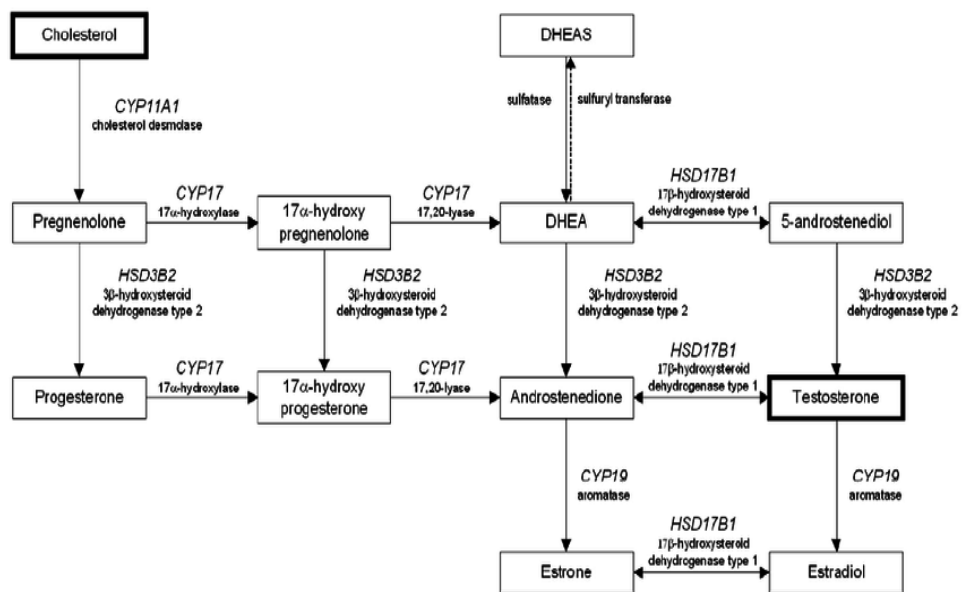 Cholesterol
DHEAS
CYP11A1
cholesterol desmolase
sulfatase
sulfuryl transferase
CYP17
17α-hydroxylase
CYP17
17,20-lyase
HSD17B1
17β-hydroxysteroid
dehydrogenase type 1
Pregnenolone
17α-hydroxy
pregnenolone
DHEA
5-androstenediol
HSD3B2
3β-hydroxysteroid
dehydrogenase type 2
HSD3B2
3β-hydroxysteroid
dehydrogenase type 2
HSD3B2
3β-hydroxysteroid
dehydrogenase type 2
HSD3B2
3β-hydroxysteroid
dehydrogenase type 2
CYP17
17α-hydroxylase
CYP17
17,20-lyase
HSD17B1
17β-hydroxysteroid
dehydrogenase type 1
Progesterone
17α-hydroxy
progesterone
Androstenedione
Testosterone
CYP19
aromatase
CYP19
aromatase
HSD17B1
17β-hydroxysteroid
dehydrogenase type 1
Estrone
Estradiol